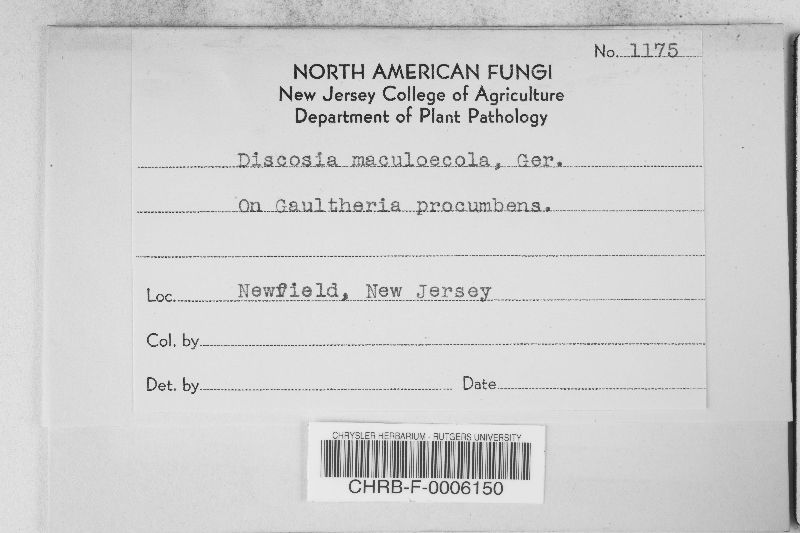 No. 1175
NORTH AMERICAN FUNGI
New Jersey College of Agriculture
Department of Plant Pathology
Discosia maculoecola, Ger.
On Gaultheria procumbens.
Loc. Newfield, New Jersey
Col. by
Det. by Date
CHRYSLER HERBARIUM - RUTGERS UNIVERSITY
CHRB-F-0006150